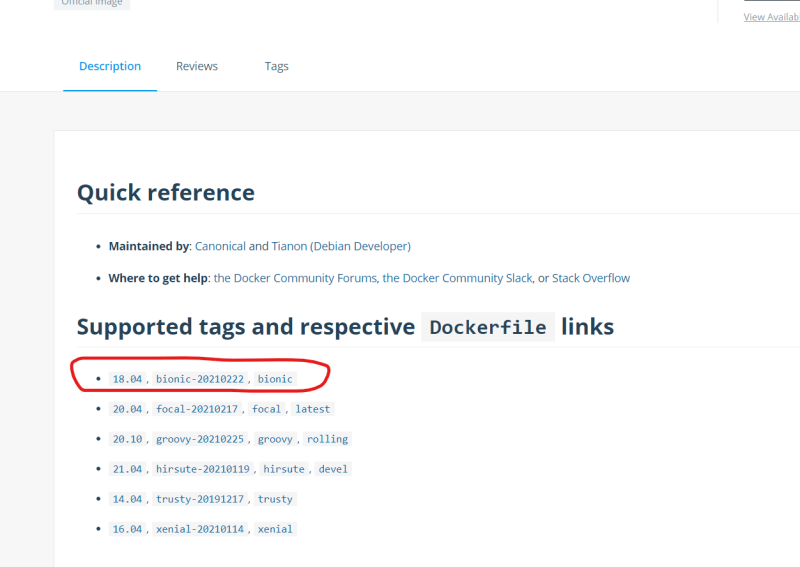 Official Image
View Availab
Description Reviews Tags
Quick reference
• Maintained by: Canonical and Tianon (Debian Developer)
• Where to get help: the Docker Community Forums, the Docker Community Slack, or Stack Overflow
Supported tags and respective Dockerfile links
• 18.04, bionic-20210222, bionic
• 20.04, focal-20210217, focal, latest
• 20.10, groovy-20210225, groovy, rolling
• 21.04, hirsute-20210119, hirsute, devel
• 14.04, trusty-20191217, trusty
• 16.04, xenial-20210114, xenial